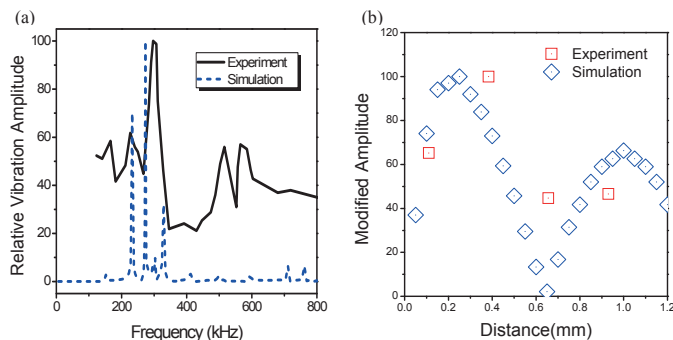 (a)
Relative Vibration Amplitude
100
80
60
40
20
0
Experiment
Simulation
0 200 400 600 800
Frequency (kHz)
(b)
Modified Amplitude
120
100
80
60
40
20
0
Experiment
Simulation
0.0 0.2 0.4 0.6 0.8 1.0 1.2
Distance(mm)